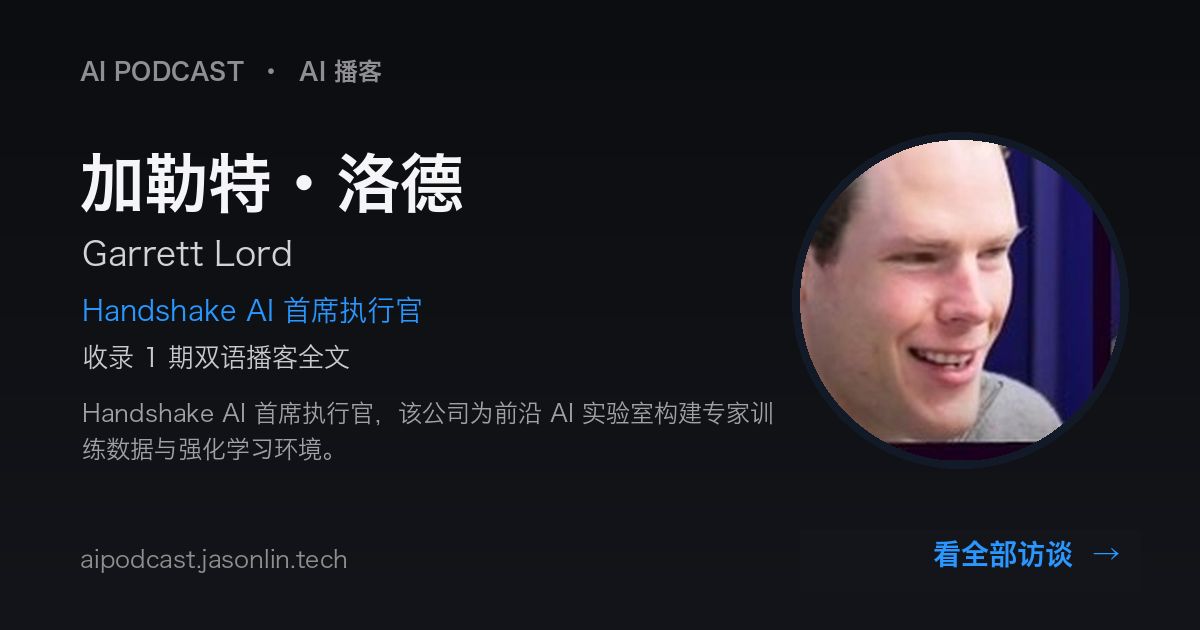 AI PODCAST · AI 播客
加勒特·洛德
Garrett Lord
Handshake AI 首席执行官
收录 1 期双语播客全文
Handshake AI 首席执行官，该公司为前沿 AI 实验室构建专家训
练数据与强化学习环境。
aipodcast.jasonlin.tech
看全部访谈 →